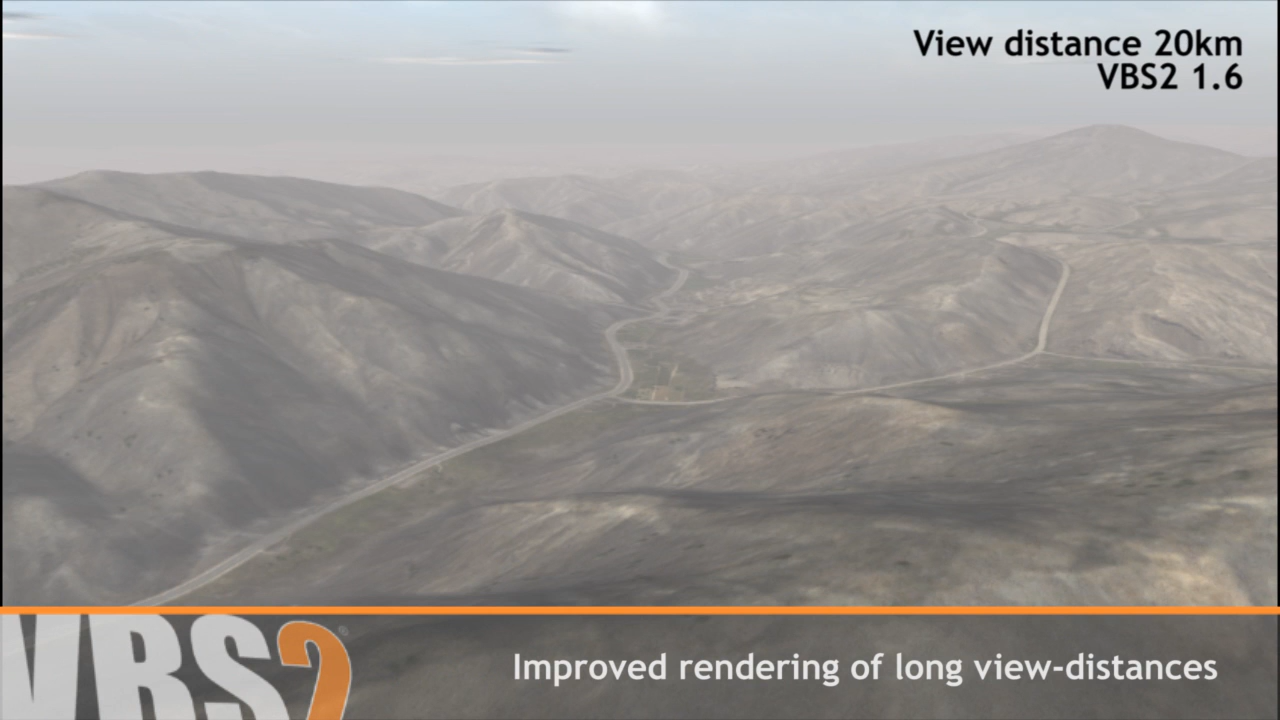 View distance 20km
VBS2 1.6
VBS2
Improved rendering of long view-distances